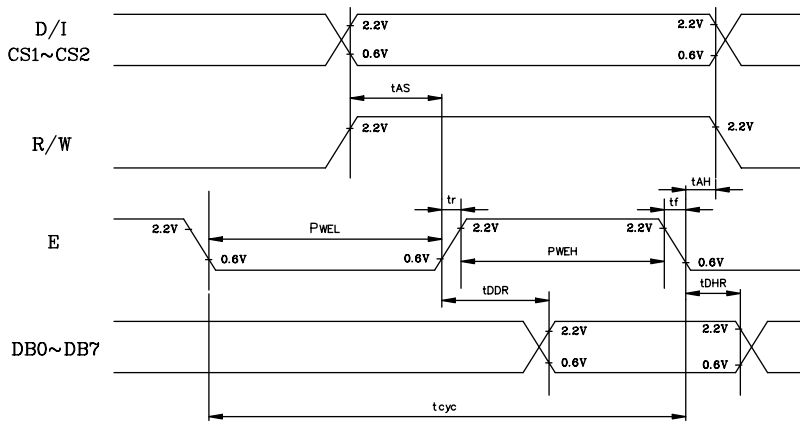 D/I
CS1~CS2
2.2V
0.6V
2.2V
0.6V
tAS
R/W
2.2V
2.2V
tAH
tr
tf
E
2.2V
0.6V
PWEL
0.6V
2.2V
PWEH
2.2V
0.6V
tDDR
tDHR
DB0~DB7
2.2V
0.6V
2.2V
0.6V
tcyc